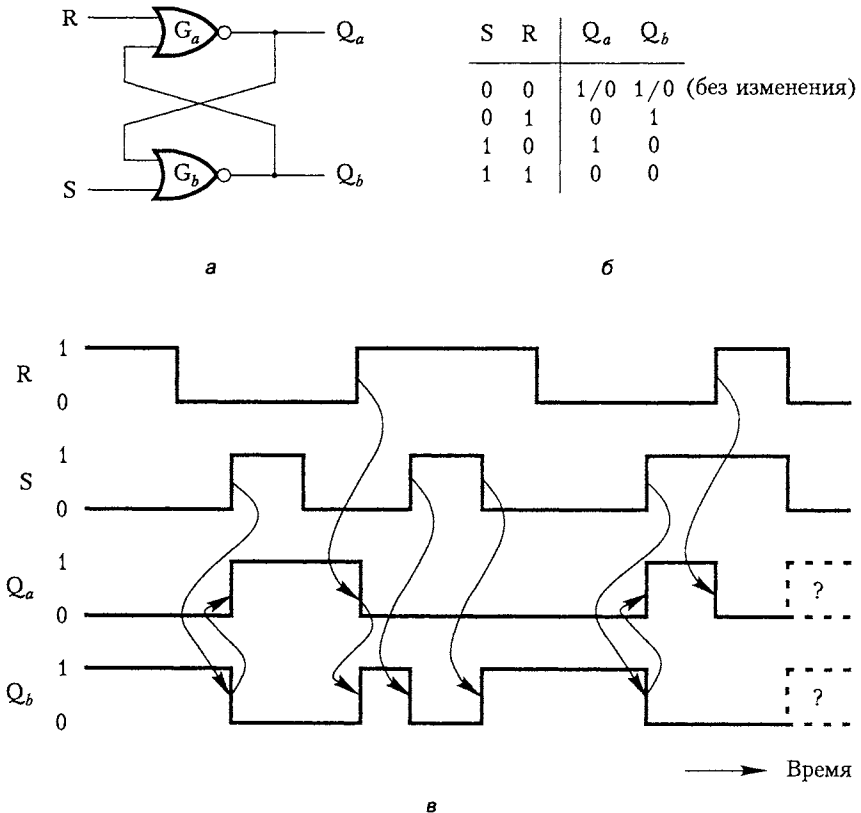 R
G_a
Q_a
G_b
Q_b
S
а
S R Q_a Q_b
0 0 1/0 1/0 (без изменения)
0 1 0 1
1 0 1 0
1 1 0 0
б
R
1
0
S
1
0
Q_a
1
0
?
Q_b
1
0
?
Время
в